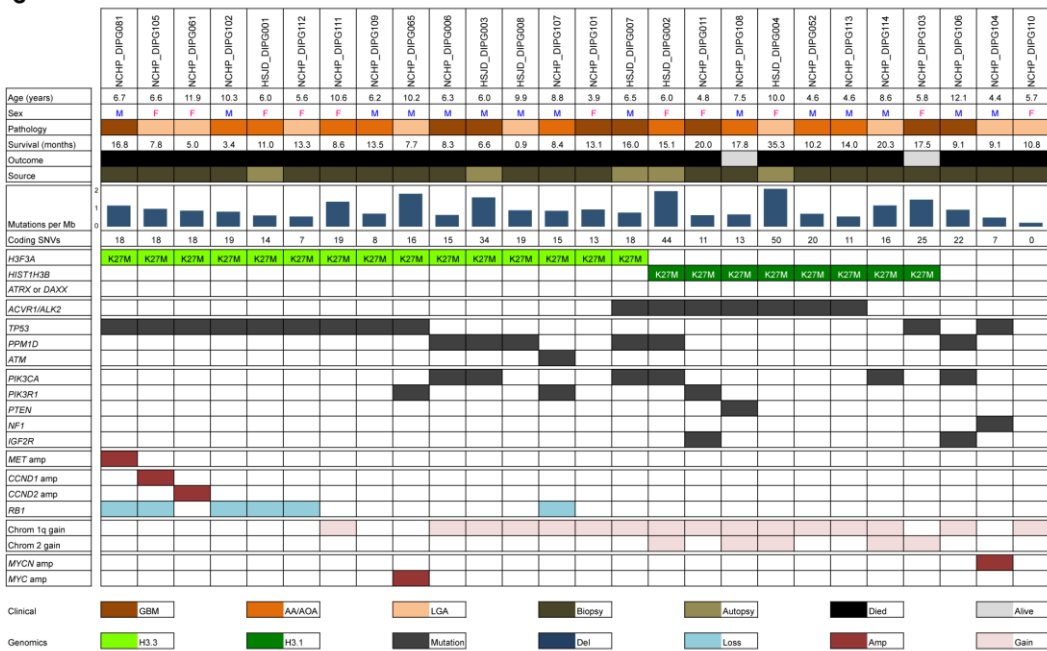 NCHP_DIPG081 NCHP_DIPG105 NCHP_DIPG061 NCHP_DIPG102 HSJD_DIPG001 NCHP_DIPG112 NCHP_DIPG111 NCHP_DIPG109 NCHP_DIPG065 NCHP_DIPG006 HSJD_DIPG003 HSJD_DIPG008 NCHP_DIPG107 NCHP_DIPG101 HSJD_DIPG007 HSJD_DIPG002 NCHP_DIPG011 NCHP_DIPG108 HSJD_DIPG004 NCHP_DIPG052 NCHP_DIPG113 NCHP_DIPG114 NCHP_DIPG103 NCHP_DIPG106 NCHP_DIPG104 NCHP_DIPG110
Age (years) 6.7 6.6 11.9 10.3 6.0 5.6 10.6 6.2 10.2 6.3 6.0 9.9 8.8 3.9 6.5 6.0 4.8 7.5 10.0 4.6 4.6 8.6 5.8 12.1 4.4 5.7
Sex M F F M F F F M M M M M M F M F F M F M M M F M M F
Pathology
Survival (months) 16.8 7.8 5.0 3.4 11.0 13.3 8.6 13.5 7.7 8.3 6.6 0.9 8.4 13.1 16.0 15.1 20.0 17.8 35.3 10.2 14.0 20.3 17.5 9.1 9.1 10.8
Outcome
Source
2
1
Mutations per Mb 0
Coding SNVs 18 18 18 19 14 7 19 8 16 15 34 19 15 13 18 44 11 13 50 20 11 16 25 22 7 0
H3F3A K27M K27M K27M K27M K27M K27M K27M K27M K27M K27M K27M K27M K27M K27M K27M
HIST1H3B K27M K27M K27M K27M K27M K27M K27M K27M
ATRX or DAXX
ACVR1/ALK2
TP53
PPM1D
ATM
PIK3CA
PIK3R1
PTEN
NF1
IGF2R
MET amp
CCND1 amp
CCND2 amp
RB1
Chrom 1q gain
Chrom 2 gain
MYCN amp
MYC amp
Clinical GBM AA/AOA LGA Biopsy Autopsy Died Alive
Genomics H3.3 H3.1 Mutation Del Loss Amp Gain